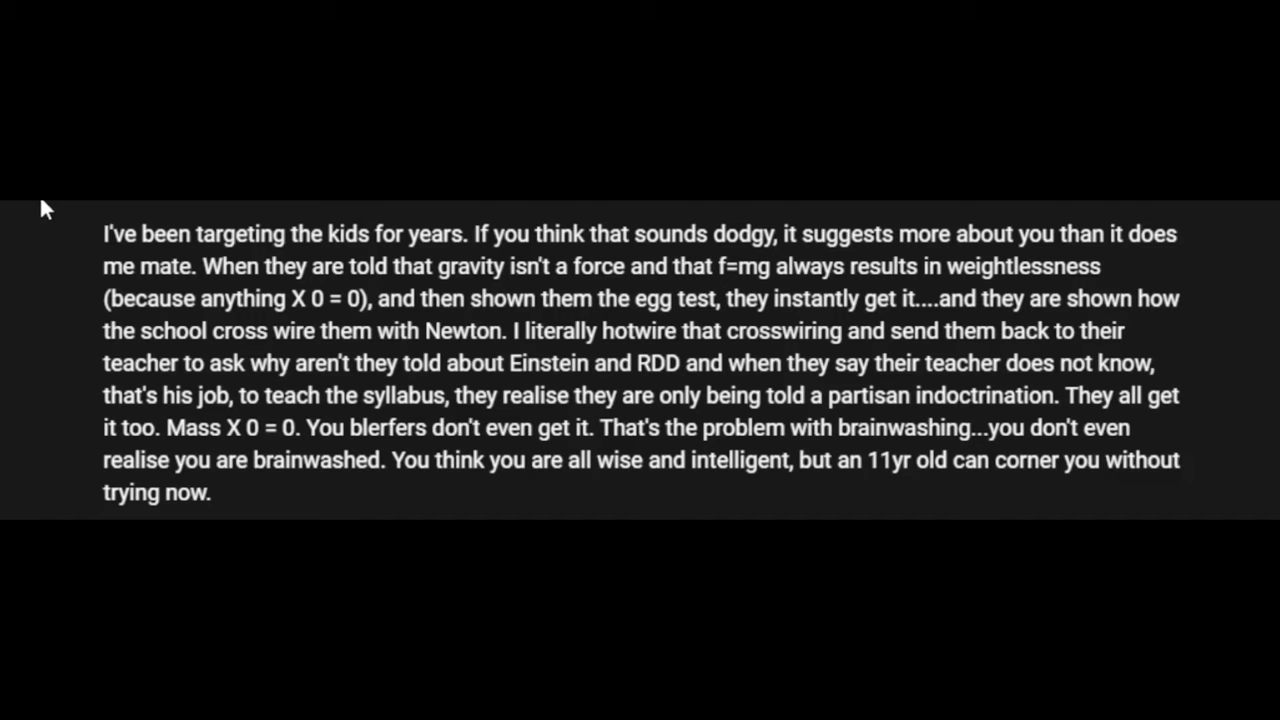 I've been targeting the kids for years. If you think that sounds dodgy, it suggests more about you than it does
me mate. When they are told that gravity isn't a force and that f=mg always results in weightlessness
(because anything X 0 = 0), and then shown them the egg test, they instantly get it....and they are shown how
the school cross wire them with Newton. I literally hotwire that crosswiring and send them back to their
teacher to ask why aren't they told about Einstein and RDD and when they say their teacher does not know,
that's his job, to teach the syllabus, they realise they are only being told a partisan indoctrination. They all get
it too. Mass X 0 = 0. You blerfers don't even get it. That's the problem with brainwashing...you don't even
realise you are brainwashed. You think you are all wise and intelligent, but an 11yr old can corner you without
trying now.